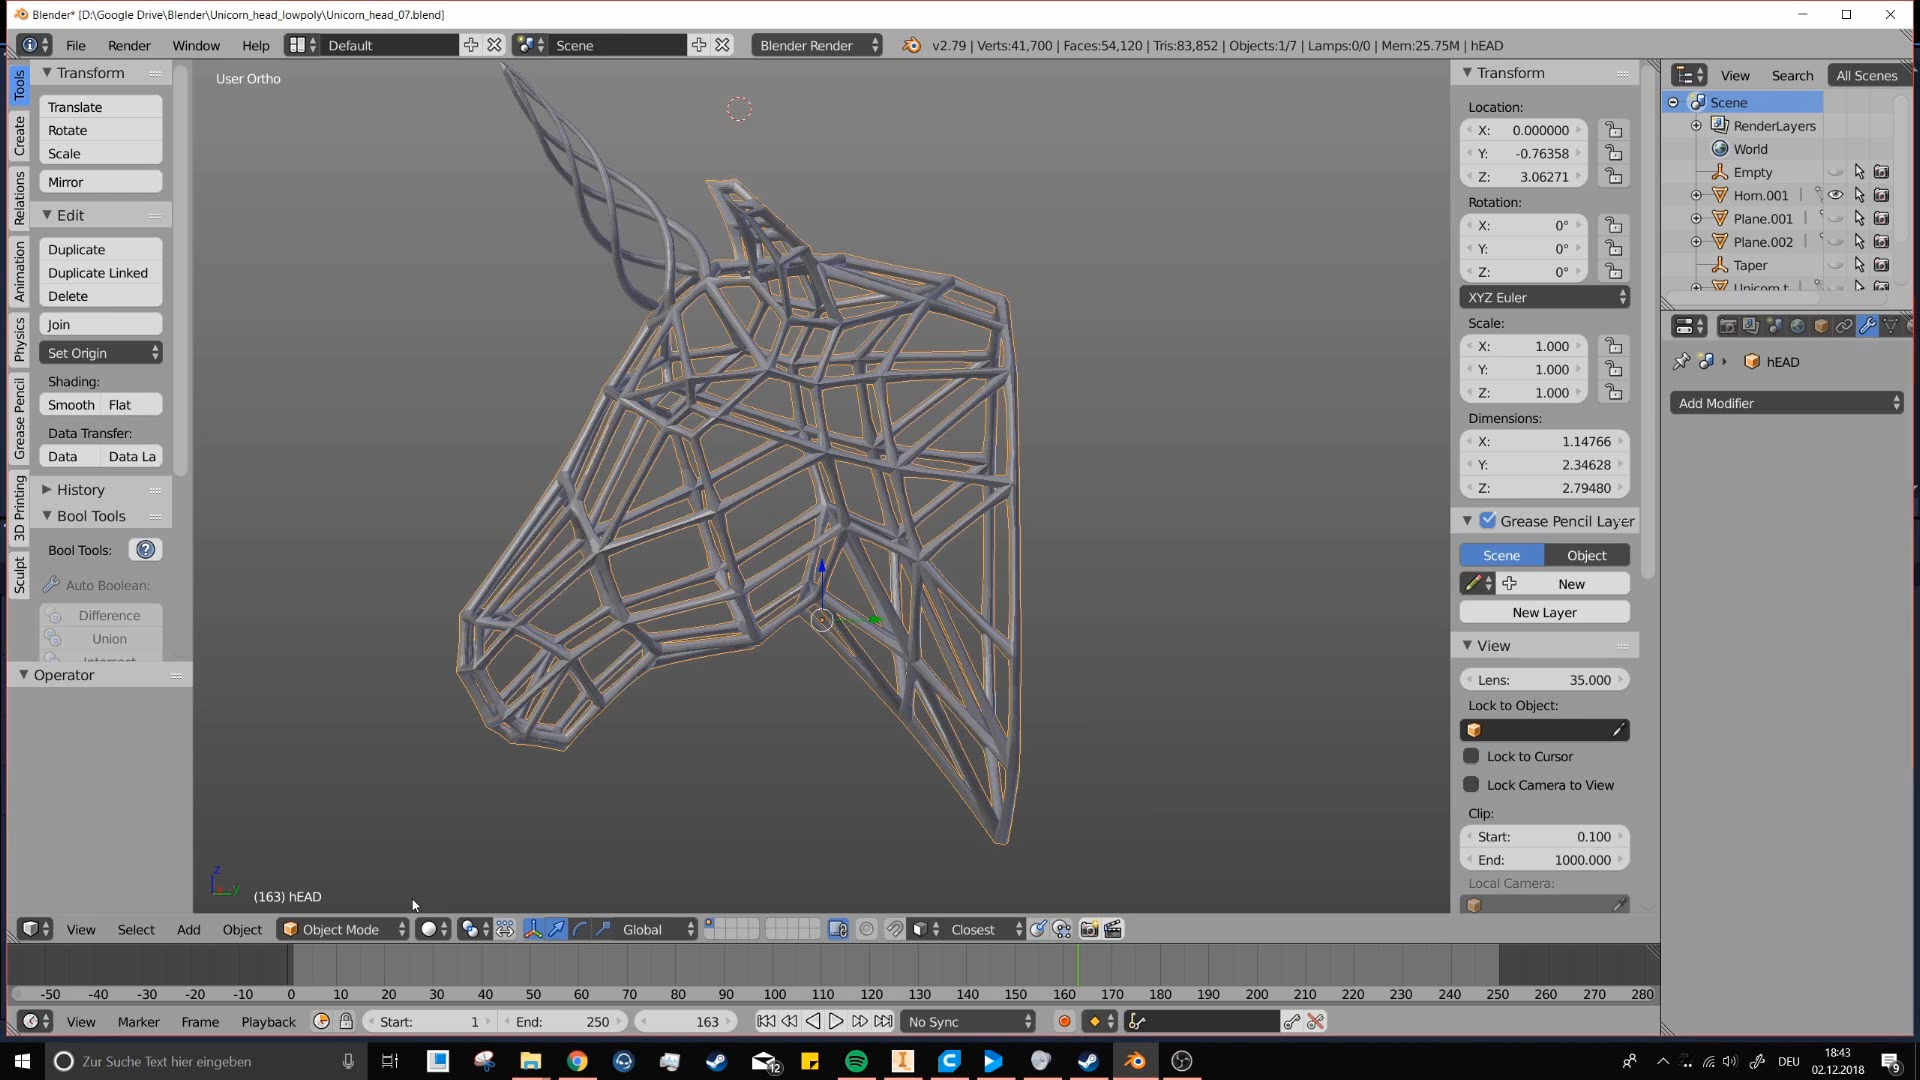 Blender* [D:\Google Drive\Blender\Unicorn_head_lowpoly\Unicorn_head_07.blend]
File Render Window Help Default Scene Blender Render v2.79 | Verts:41,700 | Faces:54,120 | Tris:83,852 | Objects:1/7 | Lamps:0/0 | Mem:25.75M | hEAD
Tools
Create
Relations
Animation
Physics
Grease Pencil
3D Printing
Sculpt
Transform
Translate
Rotate
Scale
Mirror
Edit
Duplicate
Duplicate Linked
Delete
Join
Set Origin
Shading:
Smooth Flat
Data Transfer:
Data Data La
History
Bool Tools
Bool Tools:
Auto Boolean:
Difference
Union
Operator
User Ortho
z
y
(163) hEAD
Transform
Location:
X: 0.000000
Y: -0.76358
Z: 3.06271
Rotation:
X: 0°
Y: 0°
Z: 0°
XYZ Euler
Scale:
X: 1.000
Y: 1.000
Z: 1.000
Dimensions:
X: 1.14766
Y: 2.34628
Z: 2.79480
Grease Pencil Layer
Scene Object
New
New Layer
View
Lens: 35.000
Lock to Object:
Lock to Cursor
Lock Camera to View
Clip:
Start: 0.100
End: 1000.000
Local Camera:
View Search All Scenes
Scene
RenderLayers
World
Empty
Horn.001
Plane.001
Plane.002
Taper
Unicorn t
hEAD
Add Modifier
View Select Add Object Object Mode Global Closest
-50 -40 -30 -20 -10 0 10 20 30 40 50 60 70 80 90 100 110 120 130 140 150 160 170 180 190 200 210 220 230 240 250 260 270 280
View Marker Frame Playback Start: 1 End: 250 163 No Sync
Zur Suche Text hier eingeben
12
DEU
18:43
02.12.2018
9